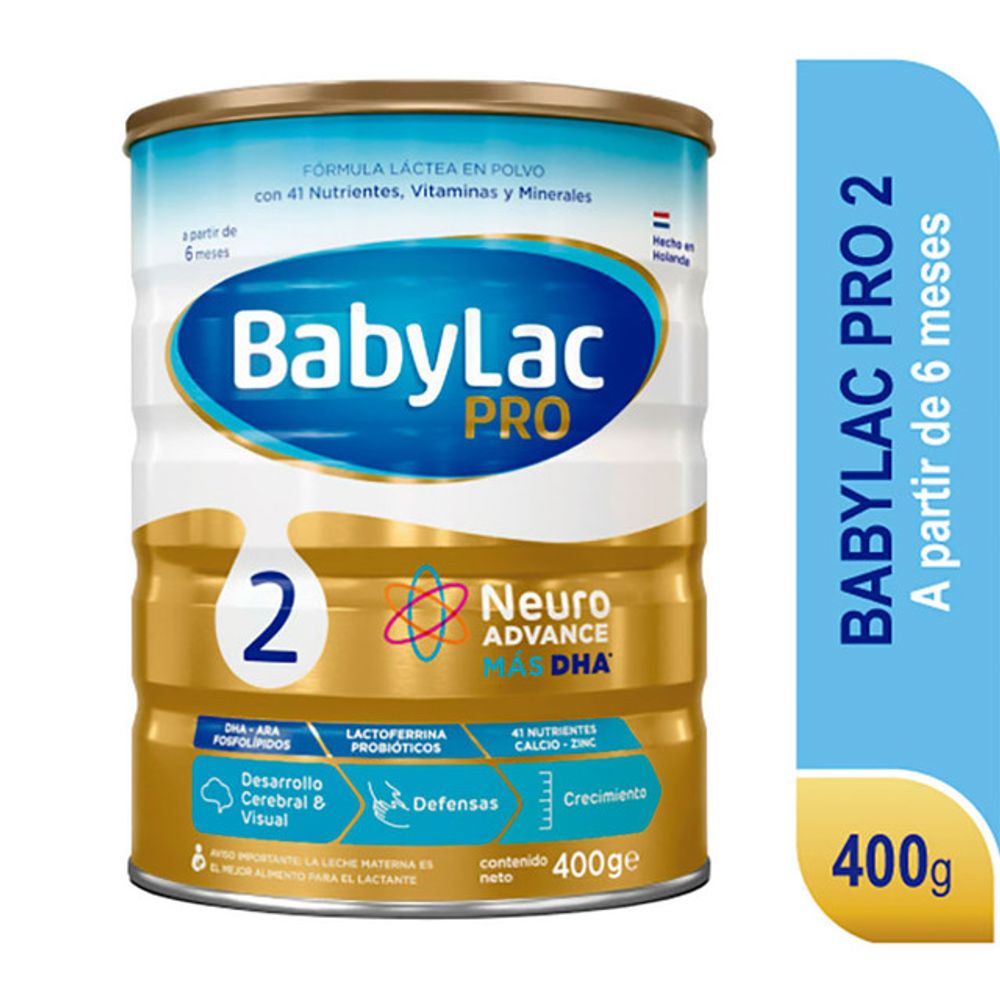 FÓRMULA LÁCTEA EN POLVO
con 41 Nutrientes, Vitaminas y Minerales
a partir de
6 meses
Hecho en
Holanda
BabyLac
PRO
2
Neuro
ADVANCE
MÁS DHA*
DHA - ARA
FOSFOLÍPIDOS
LACTOFERRINA
PROBIÓTICOS
41 NUTRIENTES
CALCIO - ZINC
Desarrollo
Cerebral &
Visual
Defensas
Crecimiento
AVISO IMPORTANTE: LA LECHE MATERNA ES
EL MEJOR ALIMENTO PARA EL LACTANTE
contenido
neto
400g℮
BABYLAC PRO 2
A partir de 6 meses
400g